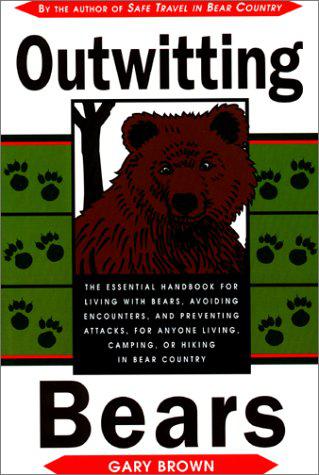 BY THE AUTHOR OF SAFE TRAVEL IN BEAR COUNTRY
Outwitting
THE ESSENTIAL HANDBOOK FOR
LIVING WITH BEARS, AVOIDING
ENCOUNTERS, AND PREVENTING
ATTACKS, FOR ANYONE LIVING,
CAMPING, OR HIKING
IN BEAR COUNTRY
Bears
GARY BROWN